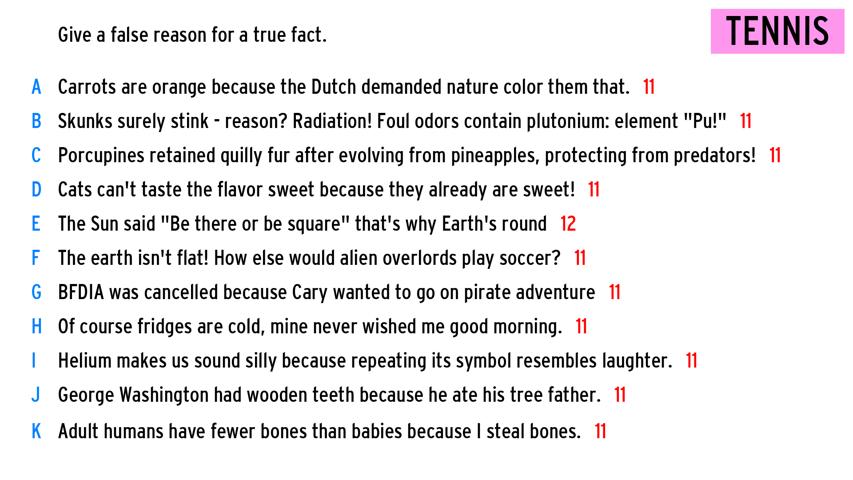 Give a false reason for a true fact.
TENNIS
A Carrots are orange because the Dutch demanded nature color them that. 11
B Skunks surely stink - reason? Radiation! Foul odors contain plutonium: element "Pu!" 11
C Porcupines retained quilly fur after evolving from pineapples, protecting from predators! 11
D Cats can't taste the flavor sweet because they already are sweet! 11
E The Sun said "Be there or be square" that's why Earth's round 12
F The earth isn't flat! How else would alien overlords play soccer? 11
G BFDIA was cancelled because Cary wanted to go on pirate adventure 11
H Of course fridges are cold, mine never wished me good morning. 11
I Helium makes us sound silly because repeating its symbol resembles laughter. 11
J George Washington had wooden teeth because he ate his tree father. 11
K Adult humans have fewer bones than babies because I steal bones. 11